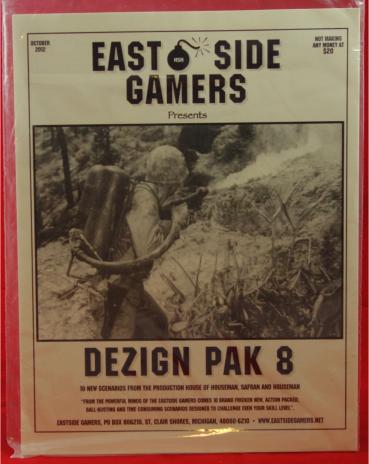 OCTOBER
2012
EAST SIDE
HSH
GAMERS
NOT MAKING
ANY MONEY AT
$20
Presents
DEZIGN PAK 8
10 NEW SCENARIOS FROM THE PRODUCTION HOUSE OF HOUSEMAN, SAFRAN AND HOUSEMAN
"FROM THE POWERFUL MINDS OF THE EASTSIDE GAMERS COMES 10 BRAND FRICKEN NEW, ACTION PACKED,
BALL-BUSTING AND TIME CONSUMING SCENARIOS DESIGNED TO CHALLENGE EVEN YOUR SKILL LEVEL".
EASTSIDE GAMERS, PO BOX 806210, ST. CLAIR SHORES, MICHIGAN, 48080-6210 • WWW.EASTSIDEGAMERS.NET